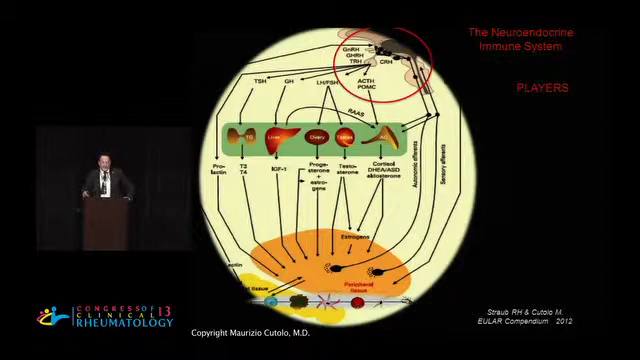 The Neuroendocrine
Immune System
PLAYERS
GnRH
GHRH
TRH
CRH
TSH
GH
LH/FSH
ACTH
POMC
RAAS
TG
Liver
Ovary
Testes
AG
Pro-
lactin
T3
T4
IGF-1
Proge-
sterone
+
estro-
gens
Testo-
sterone
Cortisol
DHEA/ASD
aldosterone
Autonomic afferents
Sensory afferents
Estrogens
Peripheral
tissue
tissue
CONGRESS OF 13
CLINICAL
RHEUMATOLOGY
Copyright Maurizio Cutolo, M.D.
Straub RH & Cutolo M.
EULAR Compendium 2012